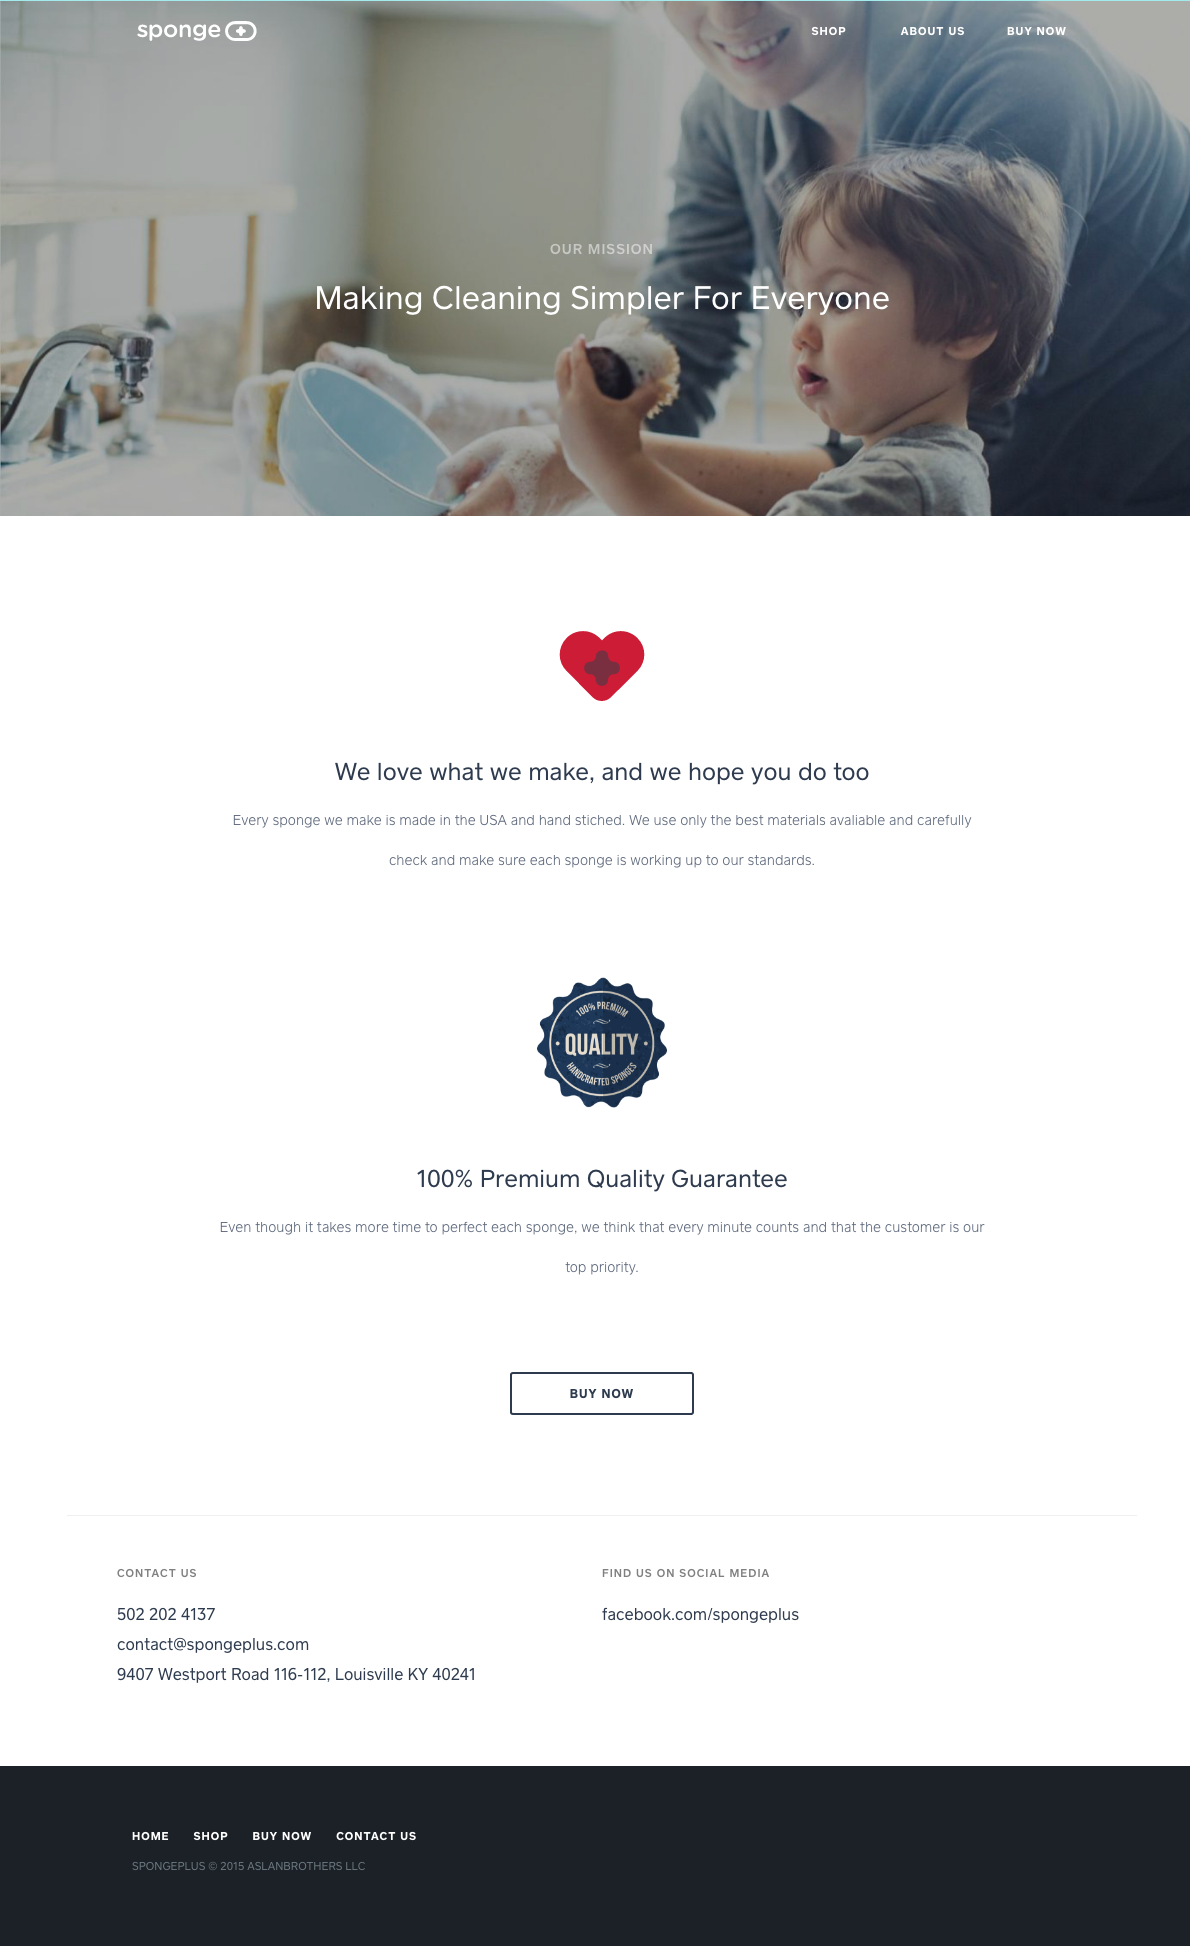 sponge
SHOP ABOUT US BUY NOW
OUR MISSION
Making Cleaning Simpler For Everyone
We love what we make, and we hope you do too
Every sponge we make is made in the USA and hand stiched. We use only the best materials avaliable and carefully
check and make sure each sponge is working up to our standards.
100% PREMIUM
QUALITY
HANDCRAFTED SPONGES
100% Premium Quality Guarantee
Even though it takes more time to perfect each sponge, we think that every minute counts and that the customer is our
top priority.
BUY NOW
CONTACT US
502 202 4137
contact@spongeplus.com
9407 Westport Road 116-112, Louisville KY 40241
FIND US ON SOCIAL MEDIA
facebook.com/spongeplus
HOME SHOP BUY NOW CONTACT US
SPONGEPLUS © 2015 ASLANBROTHERS LLC